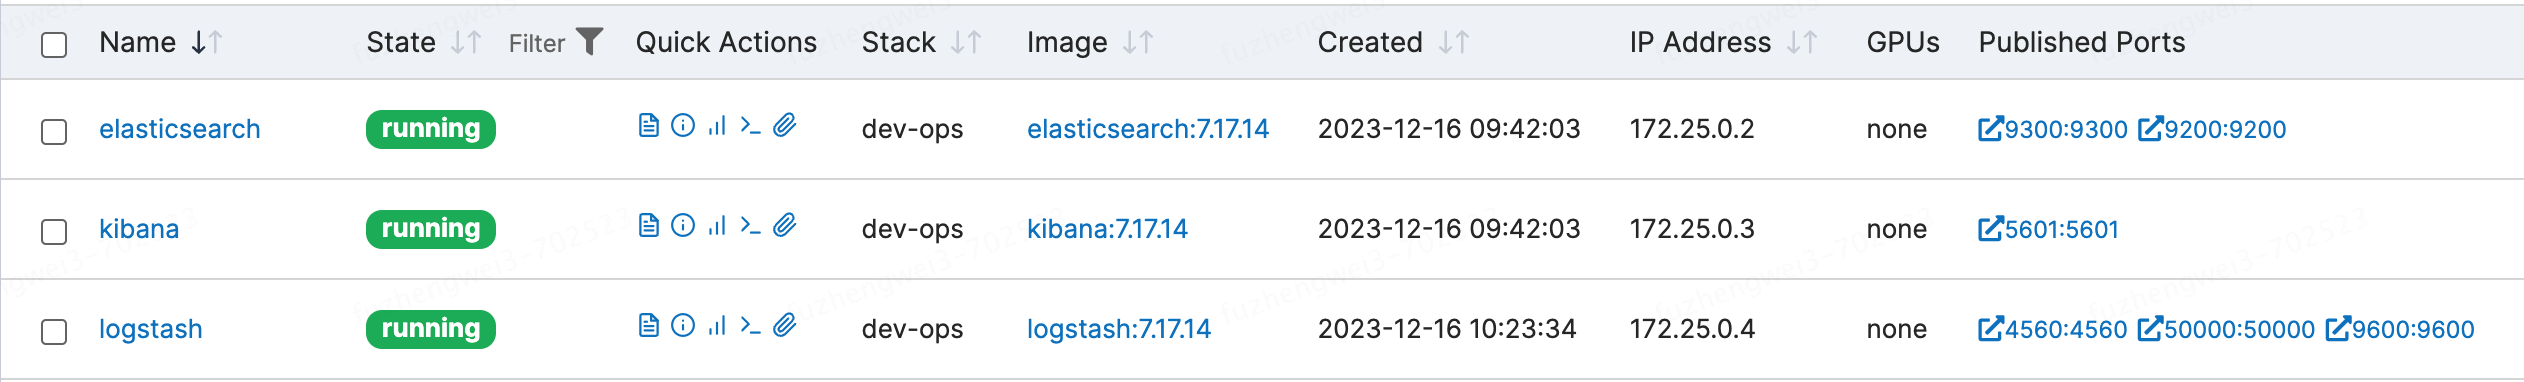 Name State Filter Quick Actions Stack Image Created IP Address GPUs Published Ports
elasticsearch running dev-ops elasticsearch:7.17.14 2023-12-16 09:42:03 172.25.0.2 none 9300:9300 9200:9200
kibana running dev-ops kibana:7.17.14 2023-12-16 09:42:03 172.25.0.3 none 5601:5601
logstash running dev-ops logstash:7.17.14 2023-12-16 10:23:34 172.25.0.4 none 4560:4560 50000:50000 9600:9600
fuzhengwei3-702523